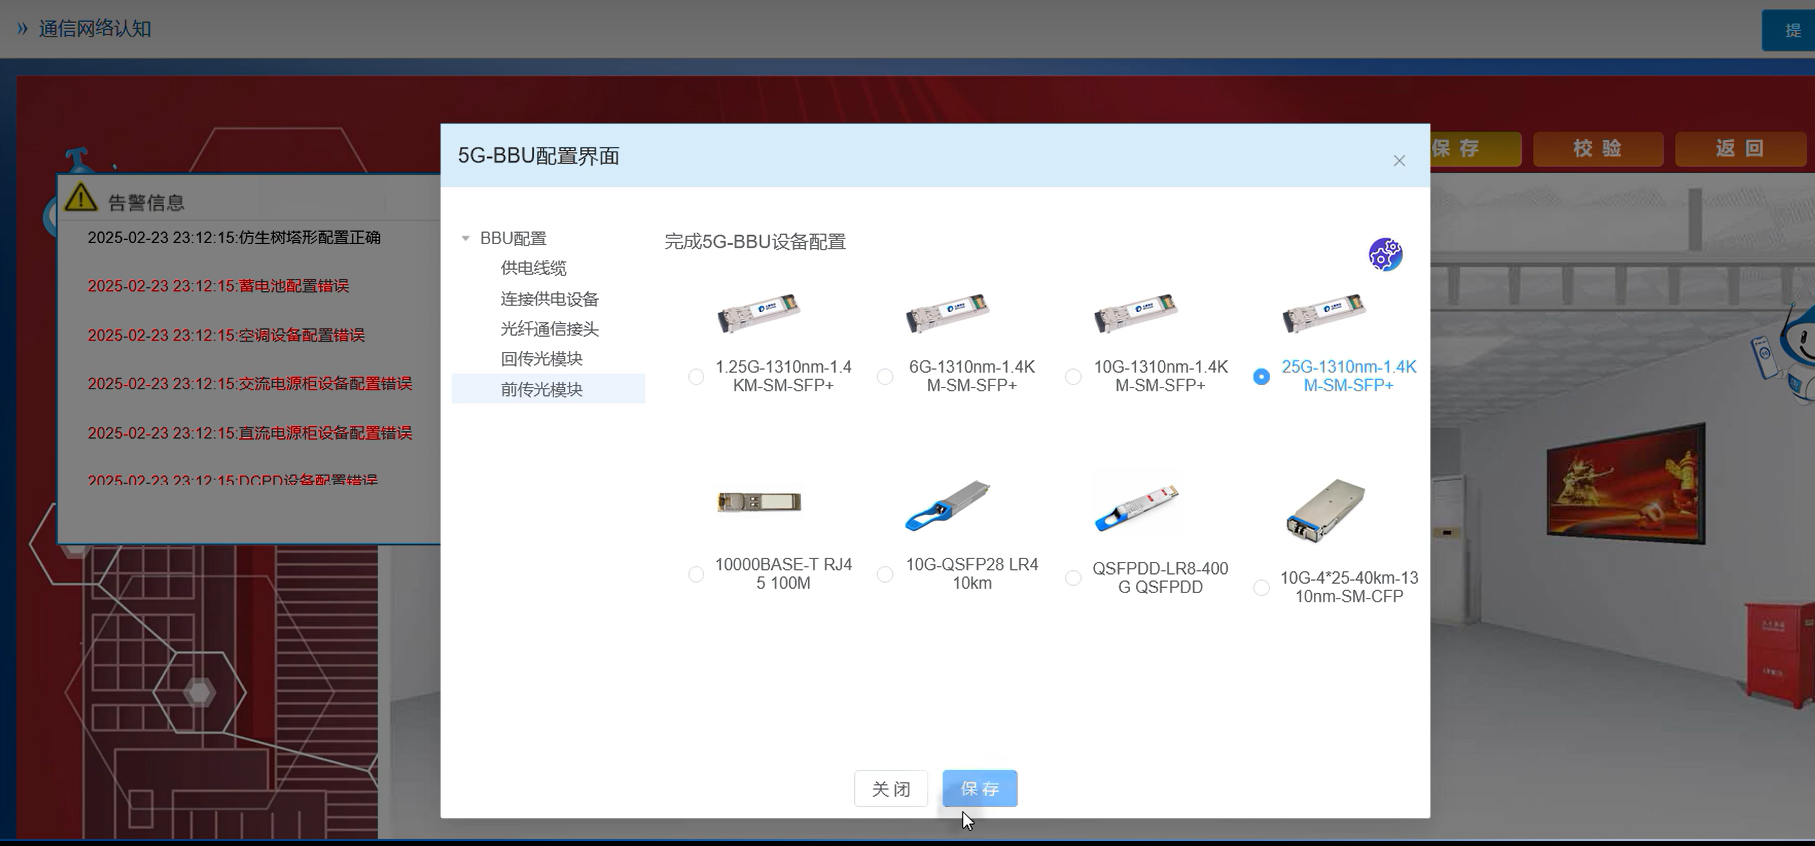 » 通信网络认知
提
保 存
校 验
返 回
告警信息
2025-02-23 23:12:15:仿生树塔形配置正确
2025-02-23 23:12:15:蓄电池配置错误
2025-02-23 23:12:15:空调设备配置错误
2025-02-23 23:12:15:交流电源柜设备配置错误
2025-02-23 23:12:15:直流电源柜设备配置错误
2025-02-23 23:12:15:DCPD设备配置错误
5G-BBU配置界面
BBU配置
供电线缆
连接供电设备
光纤通信接头
回传光模块
前传光模块
完成5G-BBU设备配置
1.25G-1310nm-1.4
KM-SM-SFP+
6G-1310nm-1.4K
M-SM-SFP+
10G-1310nm-1.4K
M-SM-SFP+
25G-1310nm-1.4K
M-SM-SFP+
10000BASE-T RJ4
5 100M
10G-QSFP28 LR4
10km
QSFPDD-LR8-400
G QSFPDD
10G-4*25-40km-13
10nm-SM-CFP
关 闭
保 存